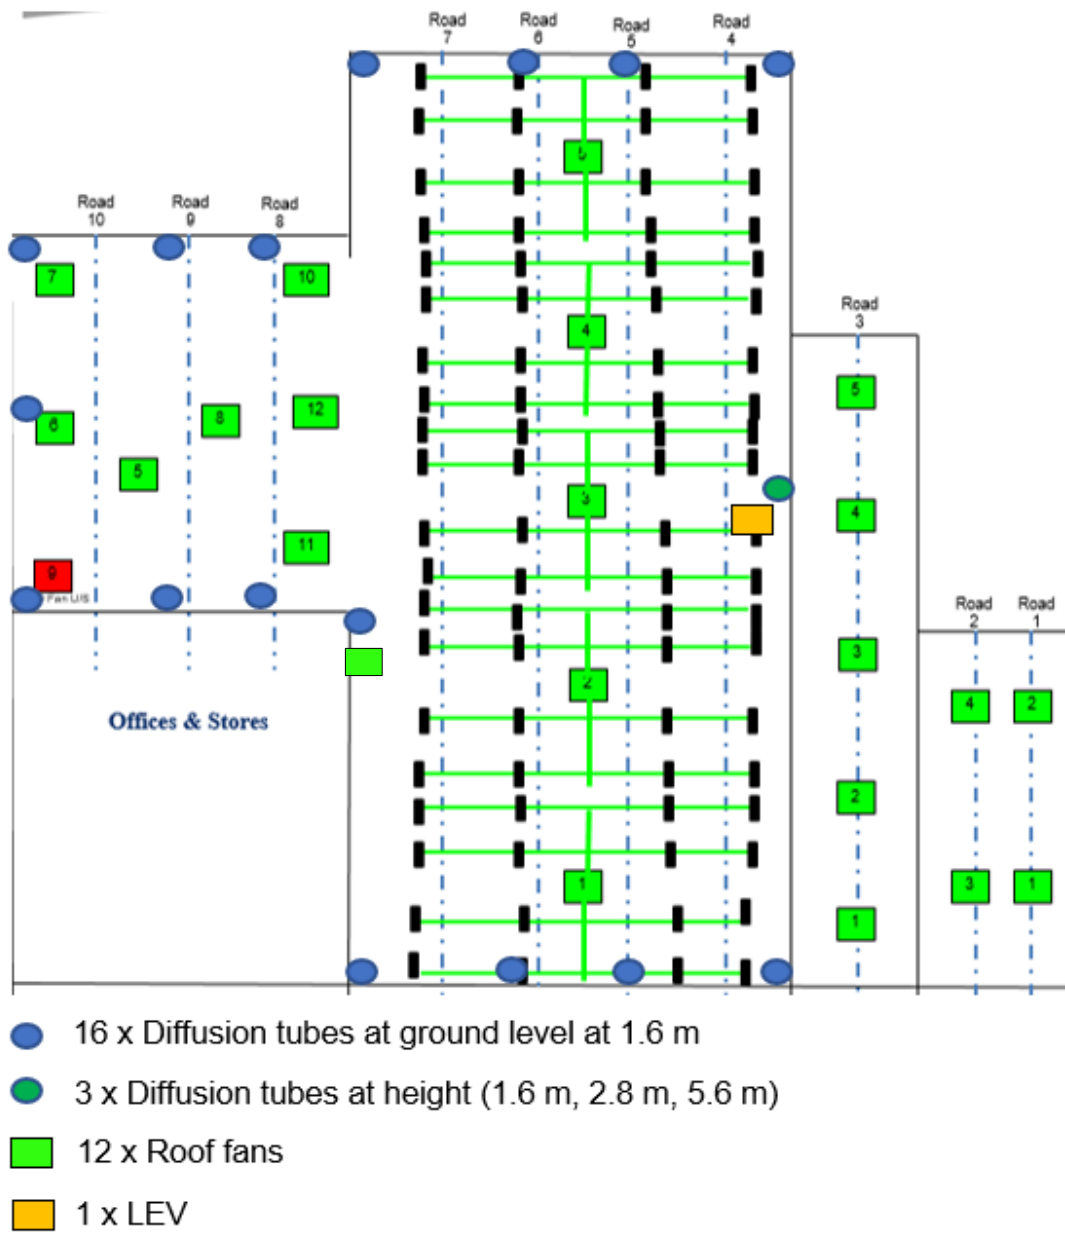 Road
7
Road
6
Road
5
Road
4
5
Road
10
Road
9
Road
8
7
10
4
Road
3
5
6
8
12
5
3
4
11
9
Fan U/S
Road
2
Road
1
3
2
4
2
Offices & Stores
2
1
3
1
1
16 x Diffusion tubes at ground level at 1.6 m
3 x Diffusion tubes at height (1.6 m, 2.8 m, 5.6 m)
12 x Roof fans
1 x LEV